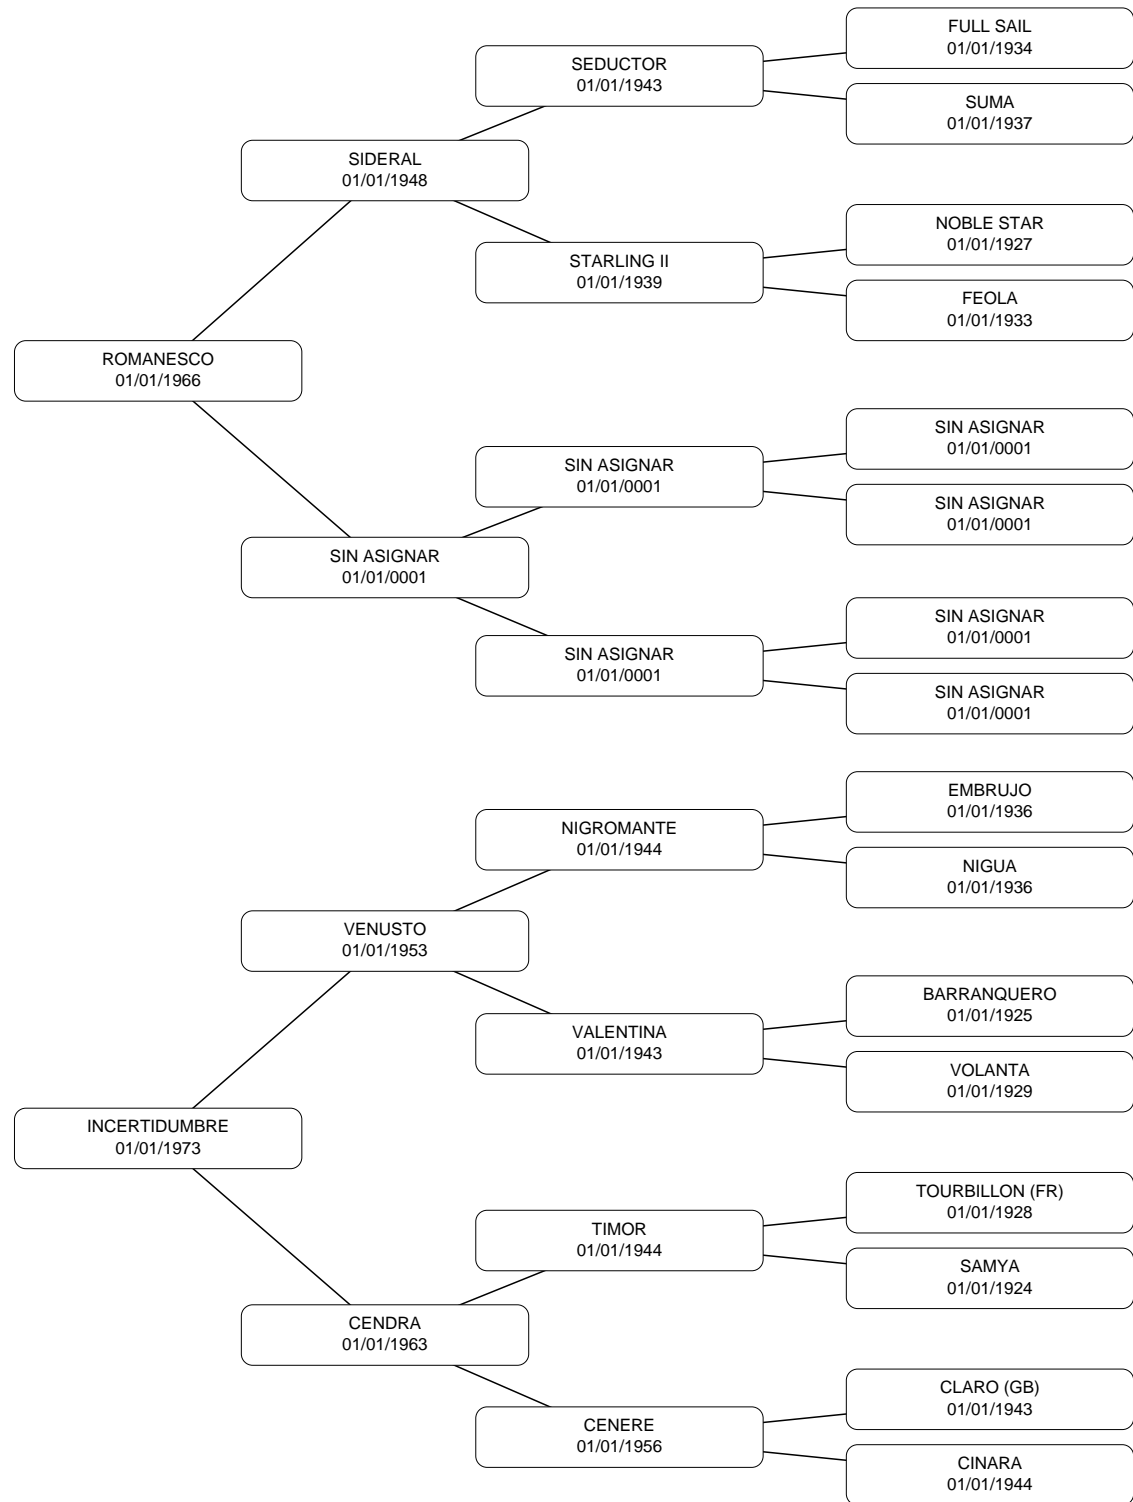 FULL SAIL
01/01/1934
SEDUCTOR
01/01/1943
SUMA
01/01/1937
SIDERAL
01/01/1948
NOBLE STAR
01/01/1927
STARLING II
01/01/1939
FEOLA
01/01/1933
ROMANESCO
01/01/1966
SIN ASIGNAR
01/01/0001
SIN ASIGNAR
01/01/0001
SIN ASIGNAR
01/01/0001
SIN ASIGNAR
01/01/0001
SIN ASIGNAR
01/01/0001
SIN ASIGNAR
01/01/0001
SIN ASIGNAR
01/01/0001
EMBRUJO
01/01/1936
NIGROMANTE
01/01/1944
NIGUA
01/01/1936
VENUSTO
01/01/1953
BARRANQUERO
01/01/1925
VALENTINA
01/01/1943
VOLANTA
01/01/1929
INCERTIDUMBRE
01/01/1973
TOURBILLON (FR)
01/01/1928
TIMOR
01/01/1944
SAMYA
01/01/1924
CENDRA
01/01/1963
CLARO (GB)
01/01/1943
CENERE
01/01/1956
CINARA
01/01/1944